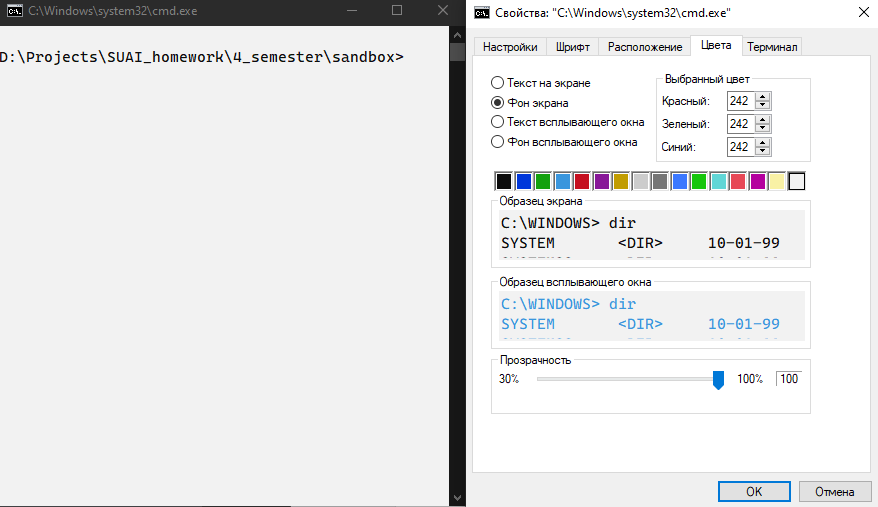 C:\Windows\system32\cmd.exe
D:\Projects\SUAI_homework\4_semester\sandbox>
Свойства: "C:\Windows\system32\cmd.exe"
Настройки Шрифт Расположение Цвета Терминал
Текст на экране
Фон экрана
Текст всплывающего окна
Фон всплывающего окна
Выбранный цвет
Красный: 242
Зеленый: 242
Синий: 242
Образец экрана
C:\WINDOWS> dir
SYSTEM <DIR> 10-01-99
Образец всплывающего окна
C:\WINDOWS> dir
SYSTEM <DIR> 10-01-99
Прозрачность
30% 100% 100
OK Отмена